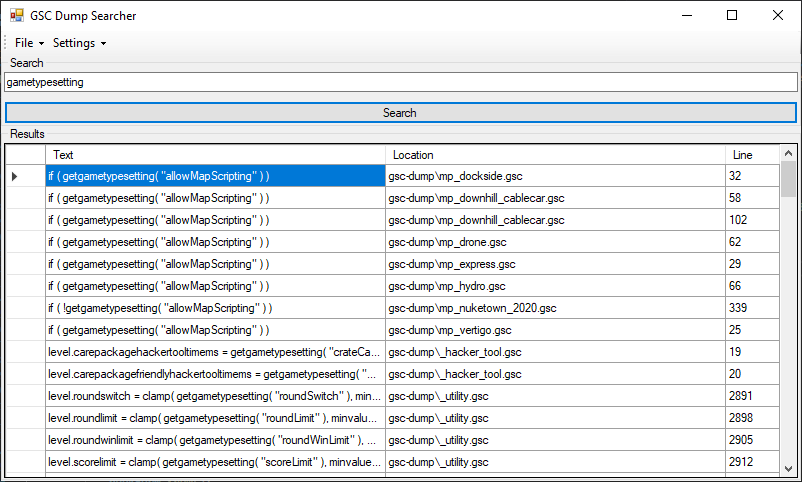 GSC Dump Searcher
File Settings
Search
gametypesetting
Search
Results
Text Location Line
if ( getgametypesetting( "allowMapScripting" ) ) gsc-dump\mp_dockside.gsc 32
if ( getgametypesetting( "allowMapScripting" ) ) gsc-dump\mp_downhill_cablecar.gsc 58
if ( getgametypesetting( "allowMapScripting" ) ) gsc-dump\mp_downhill_cablecar.gsc 102
if ( getgametypesetting( "allowMapScripting" ) ) gsc-dump\mp_drone.gsc 62
if ( getgametypesetting( "allowMapScripting" ) ) gsc-dump\mp_express.gsc 29
if ( getgametypesetting( "allowMapScripting" ) ) gsc-dump\mp_hydro.gsc 66
if ( !getgametypesetting( "allowMapScripting" ) ) gsc-dump\mp_nuketown_2020.gsc 339
if ( getgametypesetting( "allowMapScripting" ) ) gsc-dump\mp_vertigo.gsc 25
level.carepackagehackertooltimems = getgametypesetting( "crateCa... gsc-dump\_hacker_tool.gsc 19
level.carepackagefriendlyhackertooltimems = getgametypesetting( "... gsc-dump\_hacker_tool.gsc 20
level.roundswitch = clamp( getgametypesetting( "roundSwitch" ), min... gsc-dump\_utility.gsc 2891
level.roundlimit = clamp( getgametypesetting( "roundLimit" ), minvalu... gsc-dump\_utility.gsc 2898
level.roundwinlimit = clamp( getgametypesetting( "roundWinLimit" ), ... gsc-dump\_utility.gsc 2905
level.scorelimit = clamp( getgametypesetting( "scoreLimit" ), minvalue... gsc-dump\_utility.gsc 2912